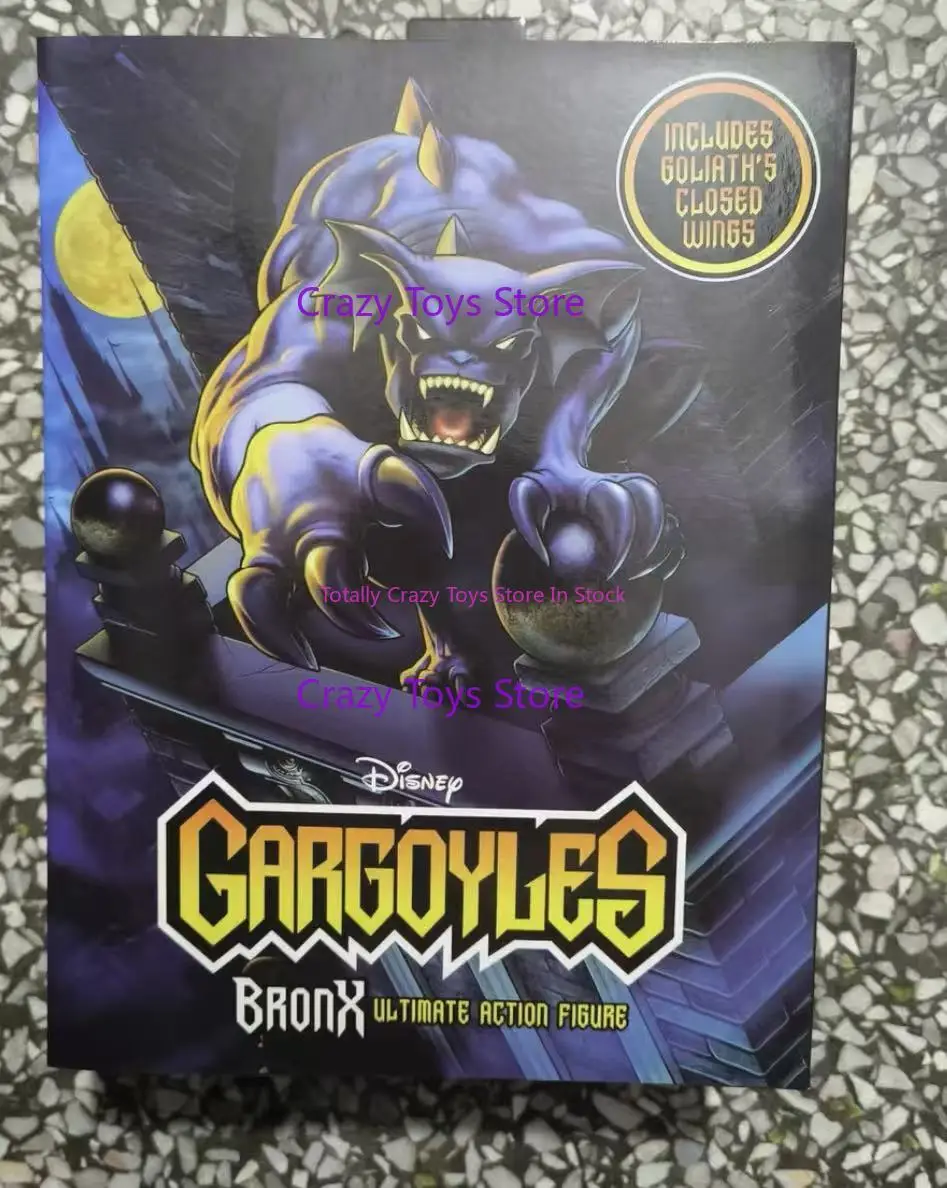 INCLUDES
GOLIATH'S
CLOSED
WINGS
Crazy Toys Store
Totally Crazy Toys Store In Stock
Crazy Toys Store
Disney
GARGOYLES
BRONX ULTIMATE ACTION FIGURE